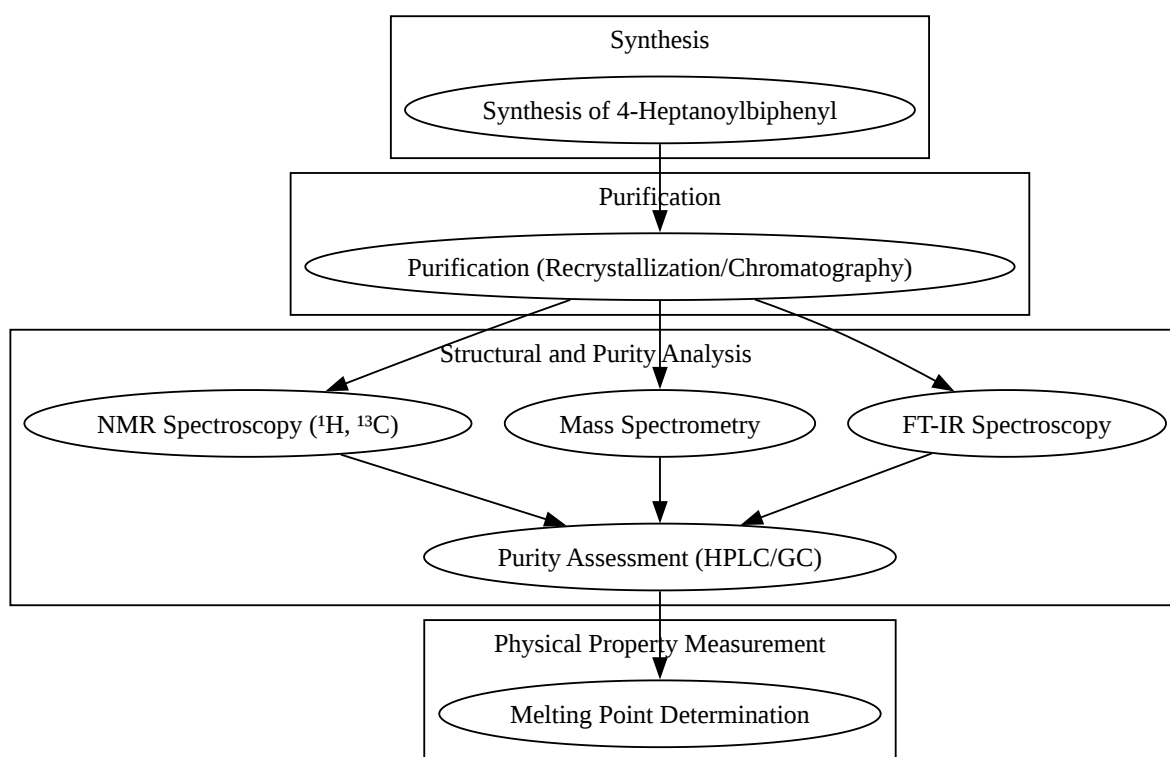 Synthesis
Synthesis of 4-Heptanoylbiphenyl
Purification
Purification (Recrystallization/Chromatography)
Structural and Purity Analysis
NMR Spectroscopy (¹H, ¹³C)
Mass Spectrometry
FT-IR Spectroscopy
Purity Assessment (HPLC/GC)
Physical Property Measurement
Melting Point Determination